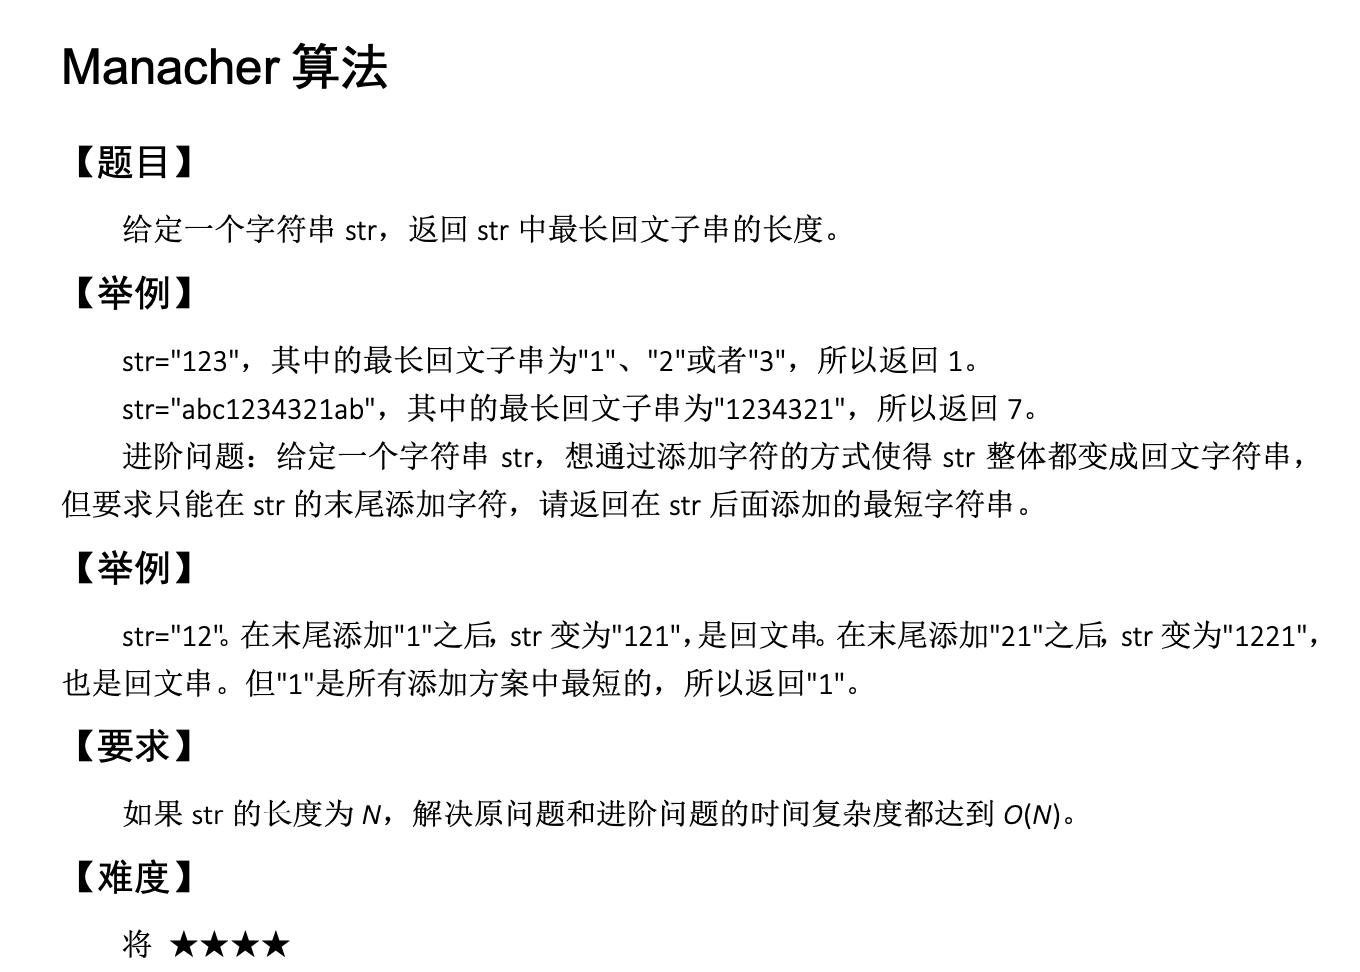 Manacher 算法
【题目】
给定一个字符串 str，返回 str 中最长回文子串的长度。
【举例】
str="123"，其中的最长回文子串为"1"、"2"或者"3"，所以返回 1。
str="abc1234321ab"，其中的最长回文子串为"1234321"，所以返回 7。
进阶问题：给定一个字符串 str，想通过添加字符的方式使得 str 整体都变成回文字符串，
但要求只能在 str 的末尾添加字符，请返回在 str 后面添加的最短字符串。
【举例】
str="12"。在末尾添加"1"之后，str 变为"121"，是回文串。在末尾添加"21"之后，str 变为"1221"，
也是回文串。但"1"是所有添加方案中最短的，所以返回"1"。
【要求】
如果 str 的长度为 N，解决原问题和进阶问题的时间复杂度都达到 O(N)。
【难度】
将 ★★★★